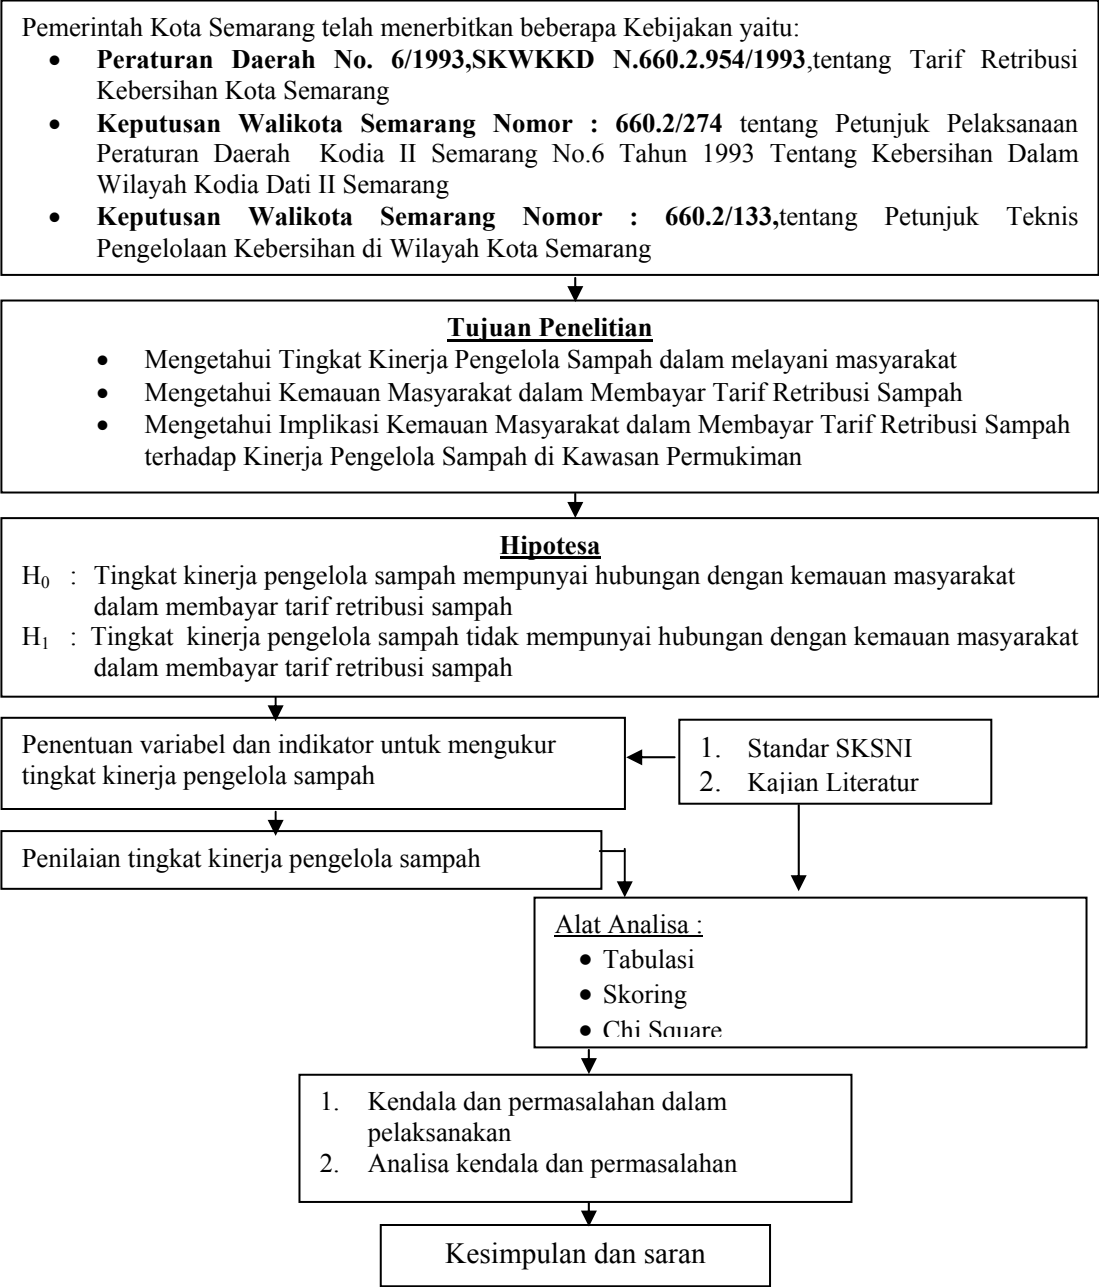 Pemerintah Kota Semarang telah menerbitkan beberapa Kebijakan yaitu:
• Peraturan Daerah No. 6/1993,SKWKKD N.660.2.954/1993,tentang Tarif Retribusi
Kebersihan Kota Semarang
• Keputusan Walikota Semarang Nomor : 660.2/274 tentang Petunjuk Pelaksanaan
Peraturan Daerah Kodia II Semarang No.6 Tahun 1993 Tentang Kebersihan Dalam
Wilayah Kodia Dati II Semarang
• Keputusan Walikota Semarang Nomor : 660.2/133,tentang Petunjuk Teknis
Pengelolaan Kebersihan di Wilayah Kota Semarang
Tujuan Penelitian
• Mengetahui Tingkat Kinerja Pengelola Sampah dalam melayani masyarakat
• Mengetahui Kemauan Masyarakat dalam Membayar Tarif Retribusi Sampah
• Mengetahui Implikasi Kemauan Masyarakat dalam Membayar Tarif Retribusi Sampah
terhadap Kinerja Pengelola Sampah di Kawasan Permukiman
Hipotesa
H₀ : Tingkat kinerja pengelola sampah mempunyai hubungan dengan kemauan masyarakat
dalam membayar tarif retribusi sampah
H₁ : Tingkat kinerja pengelola sampah tidak mempunyai hubungan dengan kemauan masyarakat
dalam membayar tarif retribusi sampah
Penentuan variabel dan indikator untuk mengukur
tingkat kinerja pengelola sampah
1. Standar SKSNI
2. Kajian Literatur
Penilaian tingkat kinerja pengelola sampah
Alat Analisa :
• Tabulasi
• Skoring
• Chi Square
1. Kendala dan permasalahan dalam
pelaksanakan
2. Analisa kendala dan permasalahan
Kesimpulan dan saran